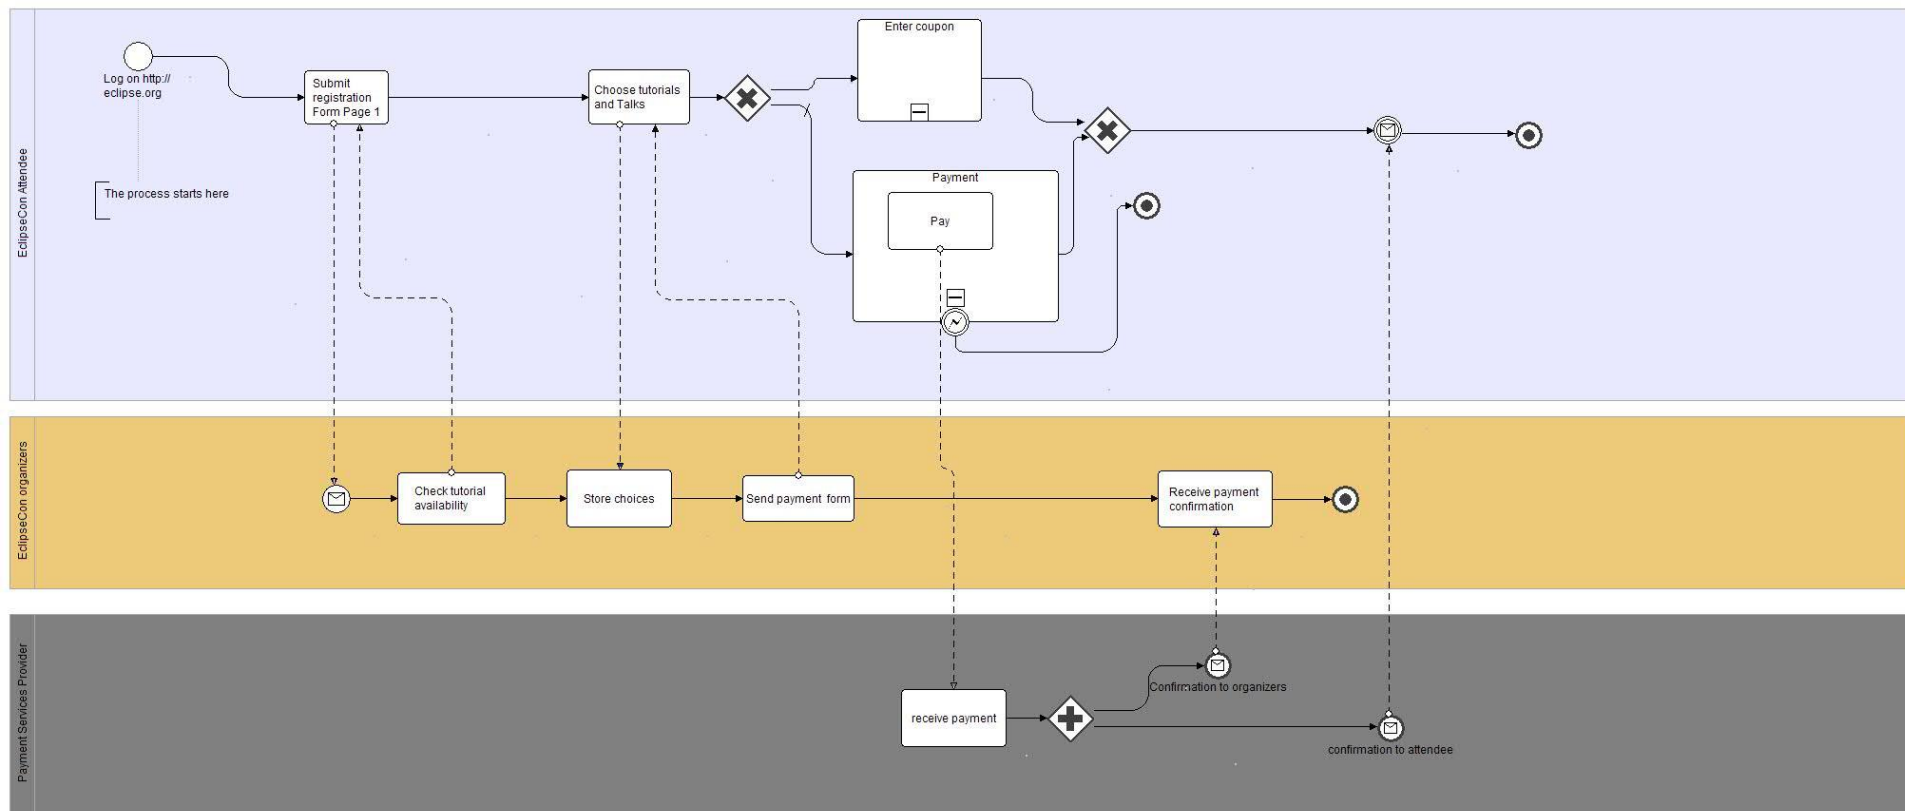 EclipseCon Attendee
Log on http://
eclipse.org
The process starts here
Submit
registration
Form Page 1
Choose tutorials
and Talks
Enter coupon
Payment
Pay
EclipseCon organizers
Check tutorial
availability
Store choices
Send payment form
Receive payment
confirmation
Payment Services Provider
receive payment
Confirmation to organizers
confirmation to attendee